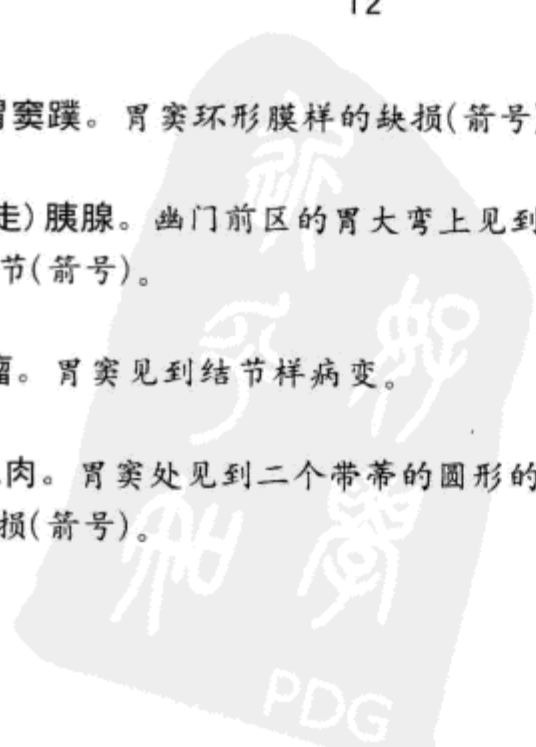 12
胃窦蹼。胃窦环形膜样的缺损(箭号)
走)胰腺。幽门前区的胃大弯上见到
节(箭号)。
瘤。胃窦见到结节样病变。
肉。胃窦处见到二个带蒂的圆形的
损(箭号)。
PDG